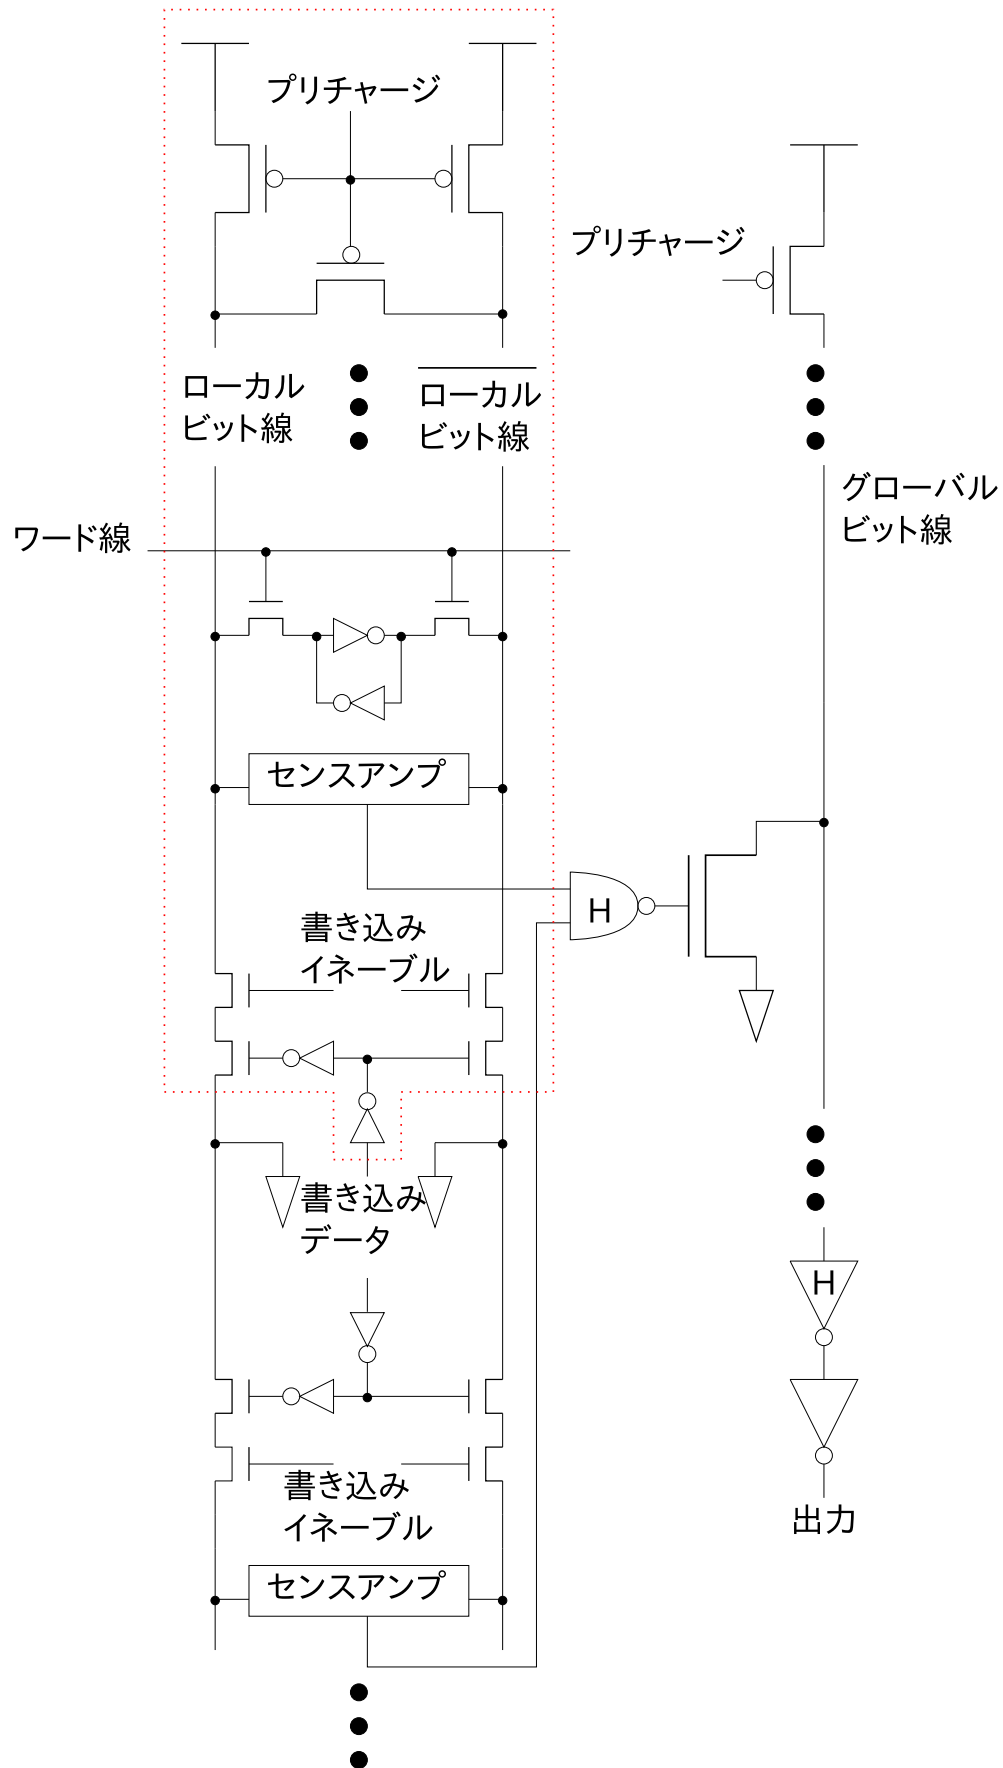 プリチャージ
プリチャージ
ローカル
ビット線
ローカル
ビット線
グローバル
ビット線
ワード線
センスアンプ
H
書き込み
イネーブル
書き込み
データ
H
書き込み
イネーブル
出力
センスアンプ